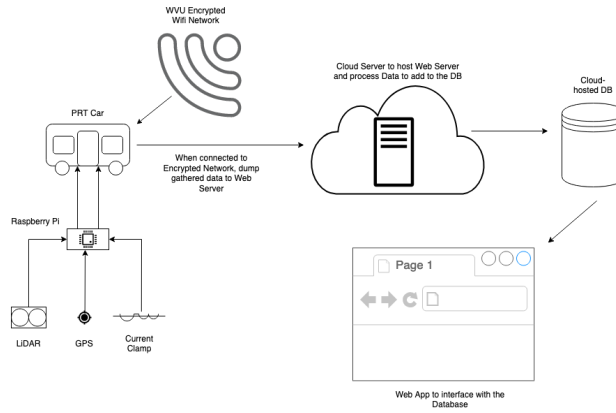 WVU Encrypted
Wifi Network
Cloud Server to host Web Server
and process Data to add to the DB
Cloud-
hosted DB
PRT Car
When connected to
Encrypted Network, dump
gathered data to Web
Server
Raspberry Pi
Page 1
LiDAR
GPS
Current
Clamp
Web App to interface with the
Database